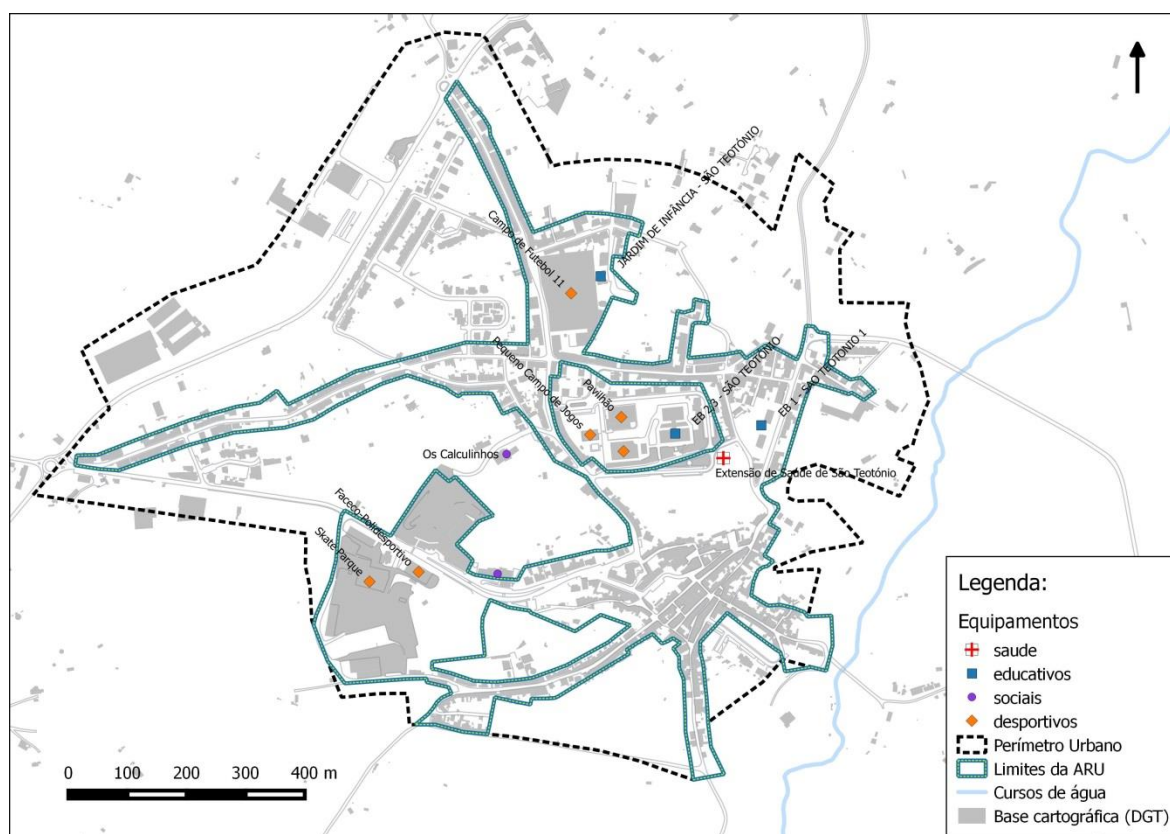 JARDIM DE INFÂNCIA - SÃO TEOTÓNIO
Campo de Futebol 11
Pequeno Campo de Jogos
Pavilhão
EB 2/3 - SÃO TEOTÓNIO
EB 1 - SÃO TEOTÓNIO 1
Os Calculinhos
Extensão de Saúde de São Teotónio
Faceco-Polidesportivo
Skate Parque
0 100 200 300 400 m
Legenda:
Equipamentos
saude
educativos
sociais
desportivos
Perímetro Urbano
Limites da ARU
Cursos de água
Base cartográfica (DGT)